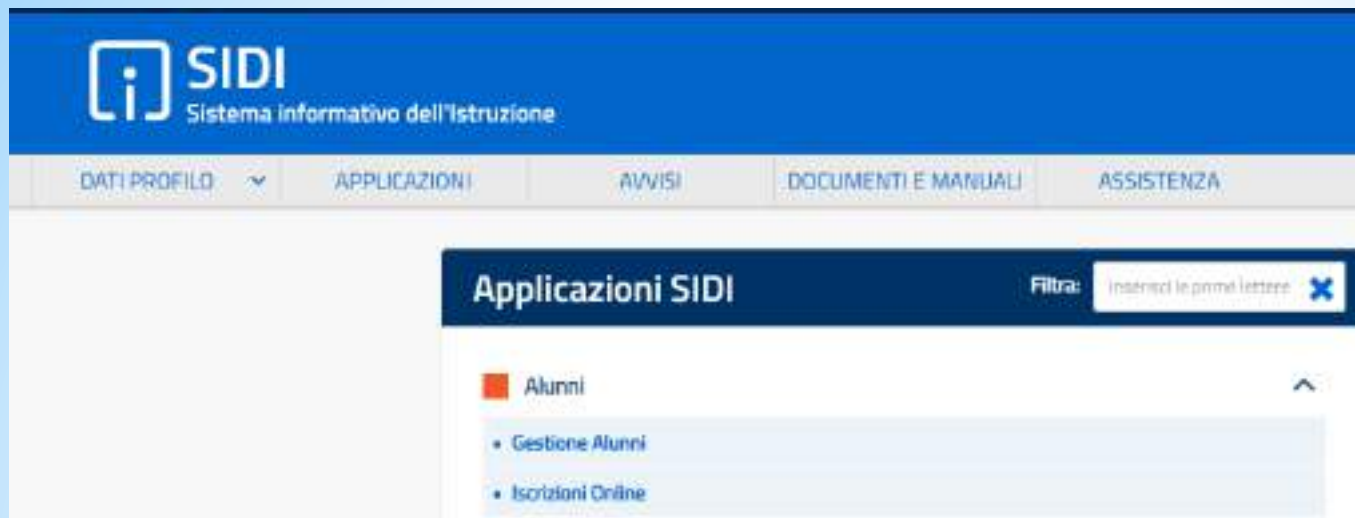 SIDI
Sistema informativo dell'Istruzione
DATI PROFILO APPLICAZIONI AVVISI DOCUMENTI E MANUALI ASSISTENZA
Applicazioni SIDI Filtra: inserisci le prime lettere
Alunni
• Gestione Alunni
• Iscrizioni Online